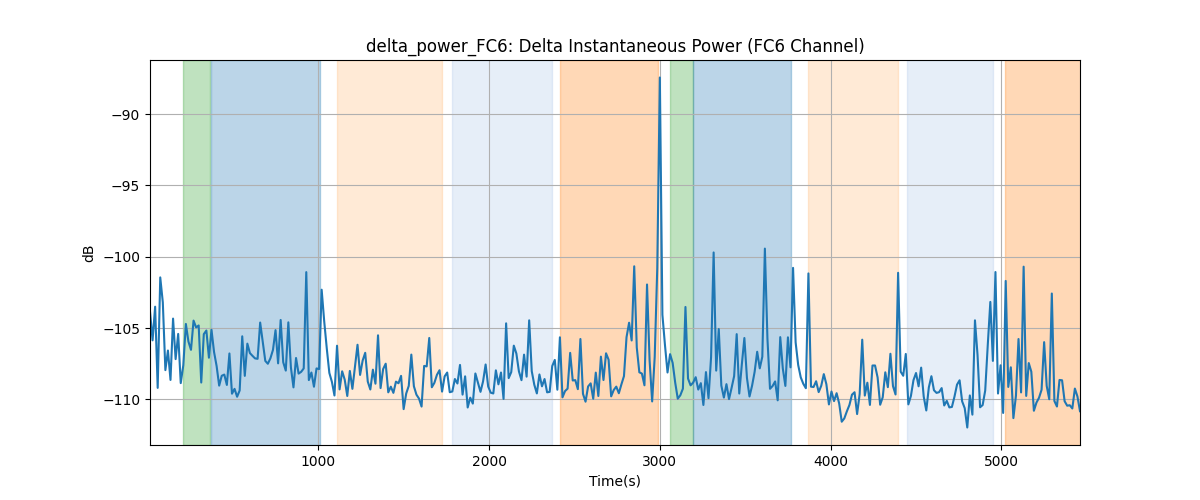 delta_power_FC6: Delta Instantaneous Power (FC6 Channel)
−90
−95
−100
−105
−110
dB
1000 2000 3000 4000 5000
Time(s)